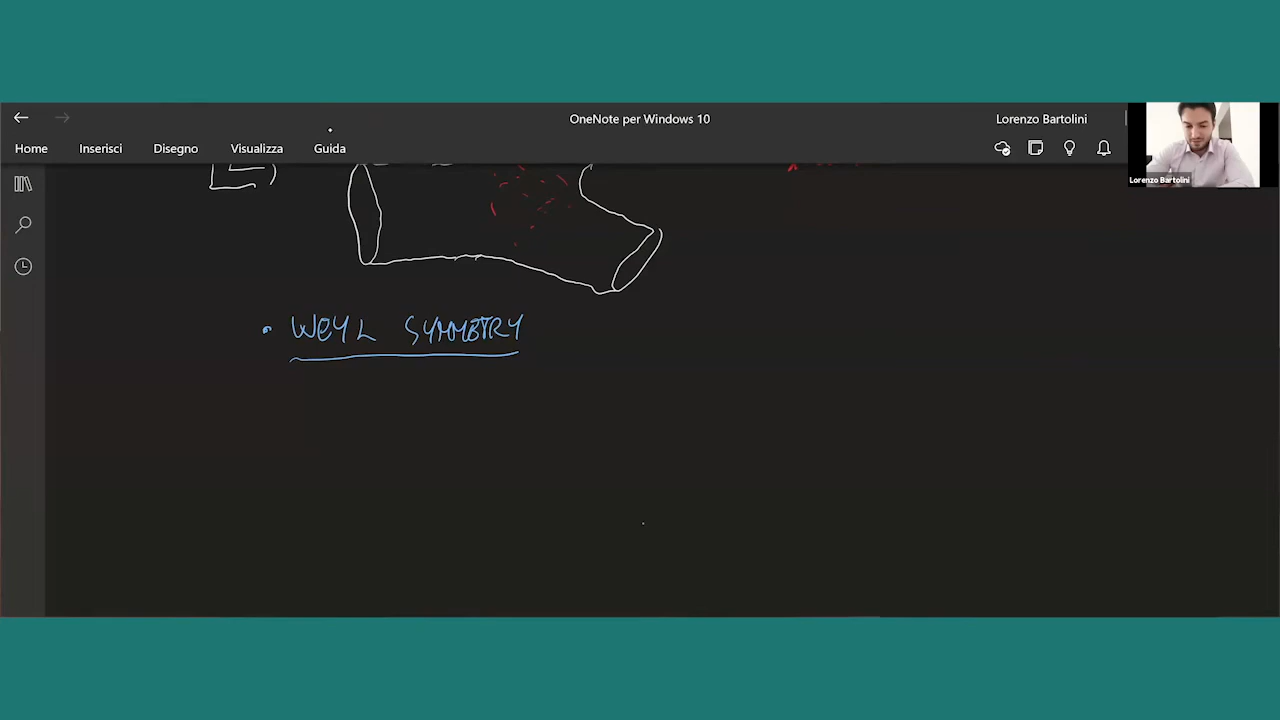 OneNote per Windows 10
Lorenzo Bartolini
Home Inserisci Disegno Visualizza Guida
Lorenzo Bartolini
• WEYL SYMMETRY